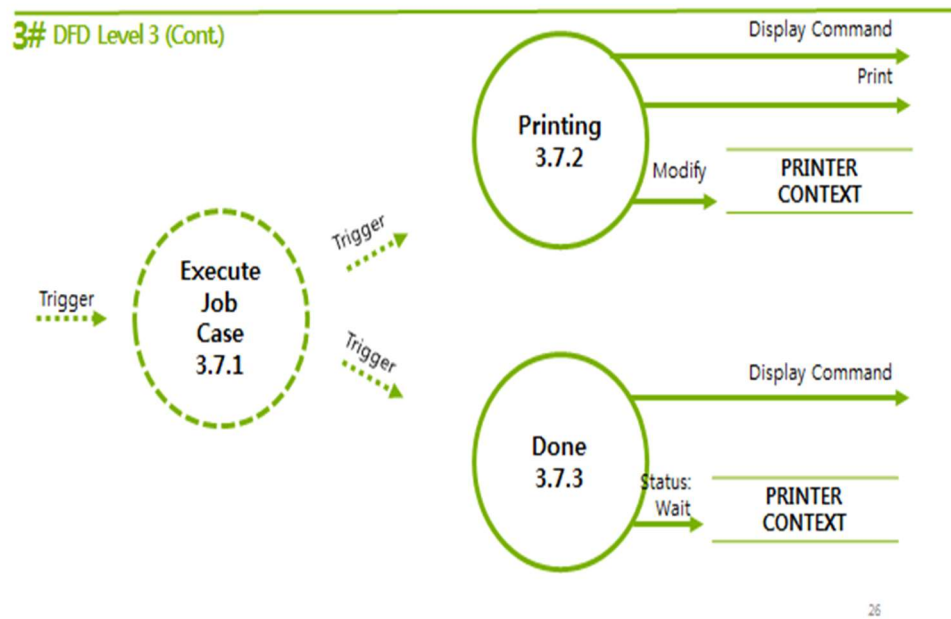 3# DFD Level 3 (Cont.)
Display Command
Print
Printing
3.7.2
Modify
PRINTER
CONTEXT
Trigger
Execute
Job
Case
3.7.1
Trigger
Trigger
Display Command
Done
3.7.3
Status:
Wait
PRINTER
CONTEXT
26